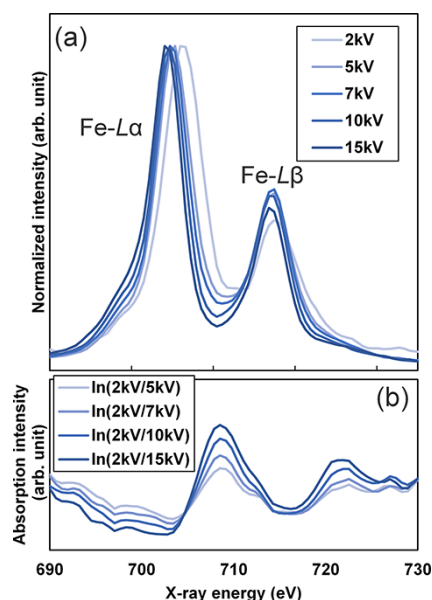 (a)
2kV
5kV
7kV
10kV
15kV
Fe-Lα
Fe-Lβ
Normalized intensity (arb. unit)
(b)
ln(2kV/5kV)
ln(2kV/7kV)
ln(2kV/10kV)
ln(2kV/15kV)
Absorption intensity
(arb. unit)
690 700 710 720 730
X-ray energy (eV)